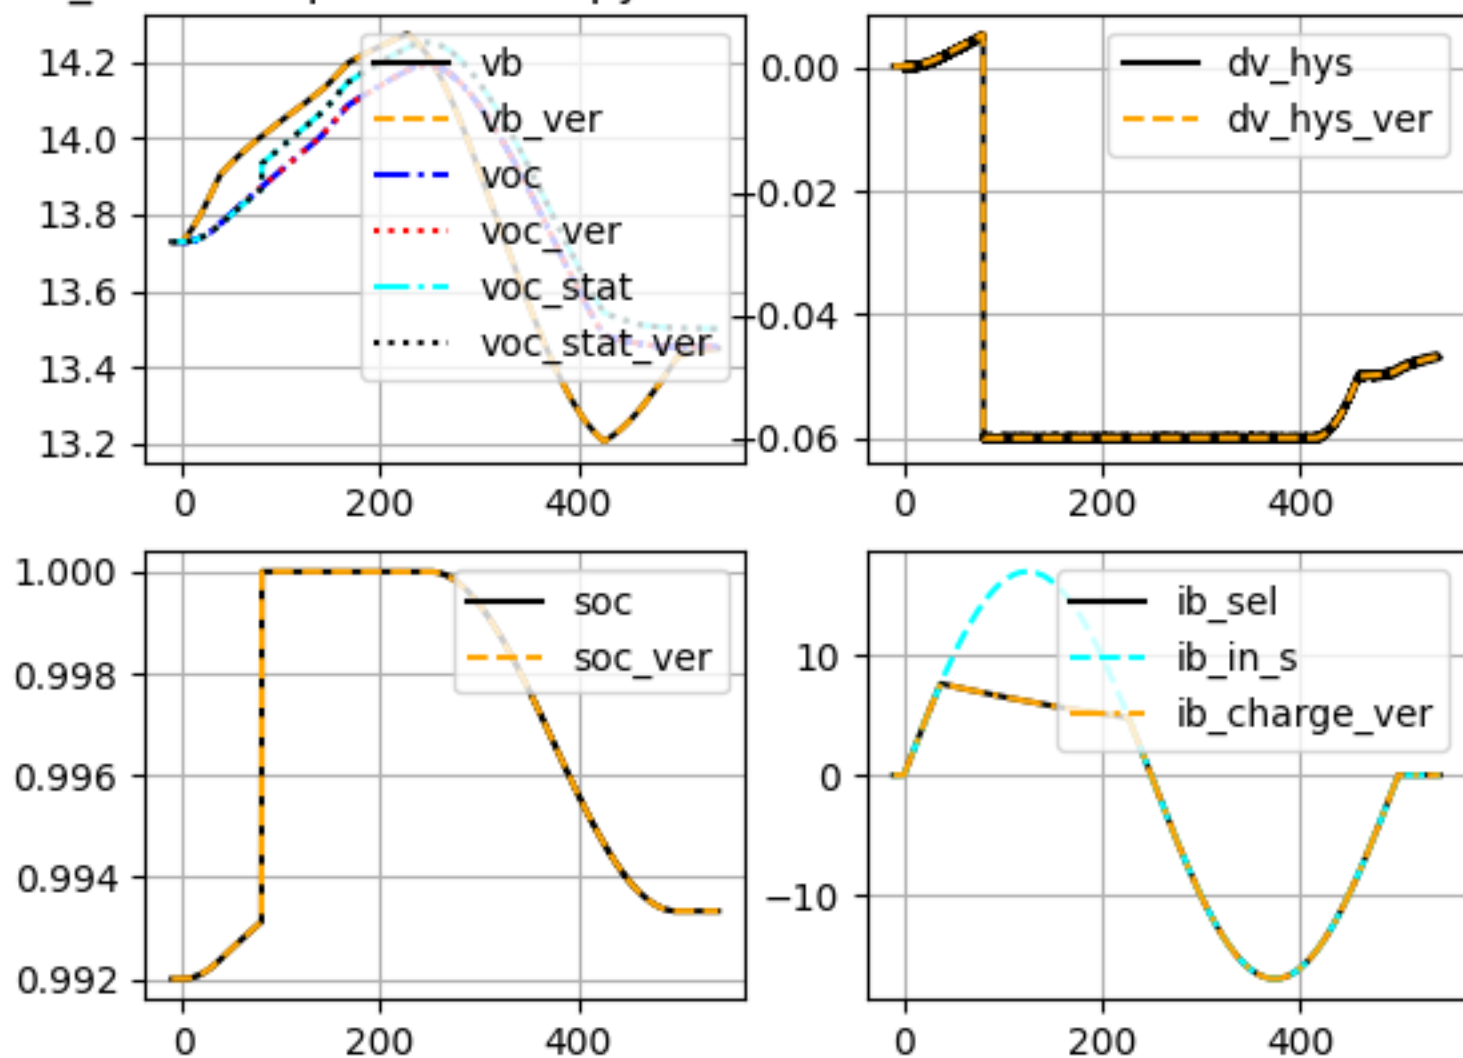 14.2
14.0
13.8
13.6
13.4
13.2
0 200 400
vb
vb_ver
voc
voc_ver
voc_stat
voc_stat_ver
0.00
-0.02
-0.04
-0.06
0 200 400
dv_hys
dv_hys_ver
1.000
0.998
0.996
0.994
0.992
0 200 400
soc
soc_ver
10
0
-10
0 200 400
ib_sel
ib_in_s
ib_charge_ver